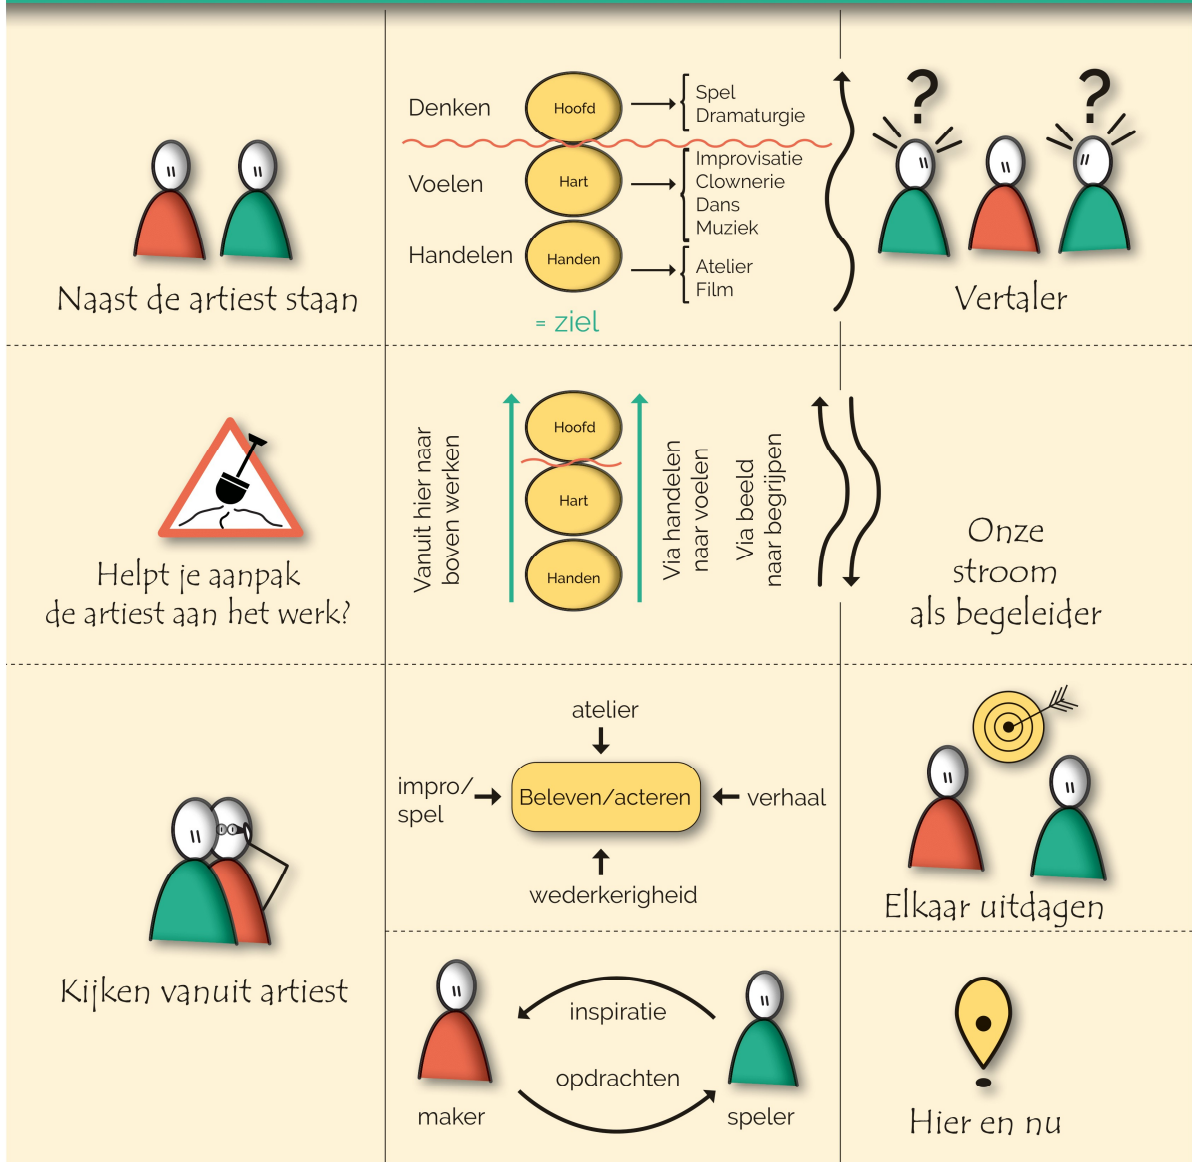 Naast de artiest staan
Denken
Hoofd
Spel
Dramaturgie
Voelen
Hart
Improvisatie
Clownerie
Dans
Muziek
Handelen
Handen
Atelier
Film
= ziel
?
?
Vertaler
Helpt je aanpak
de artiest aan het werk?
Vanuit hier naar
boven werken
Hoofd
Hart
Handen
Via handelen
naar voelen
Via beeld
naar begrijpen
Onze
stroom
als begeleider
Kijken vanuit artiest
atelier
impro/
spel
Beleven/acteren
verhaal
wederkerigheid
Elkaar uitdagen
inspiratie
opdrachten
maker
speler
Hier en nu